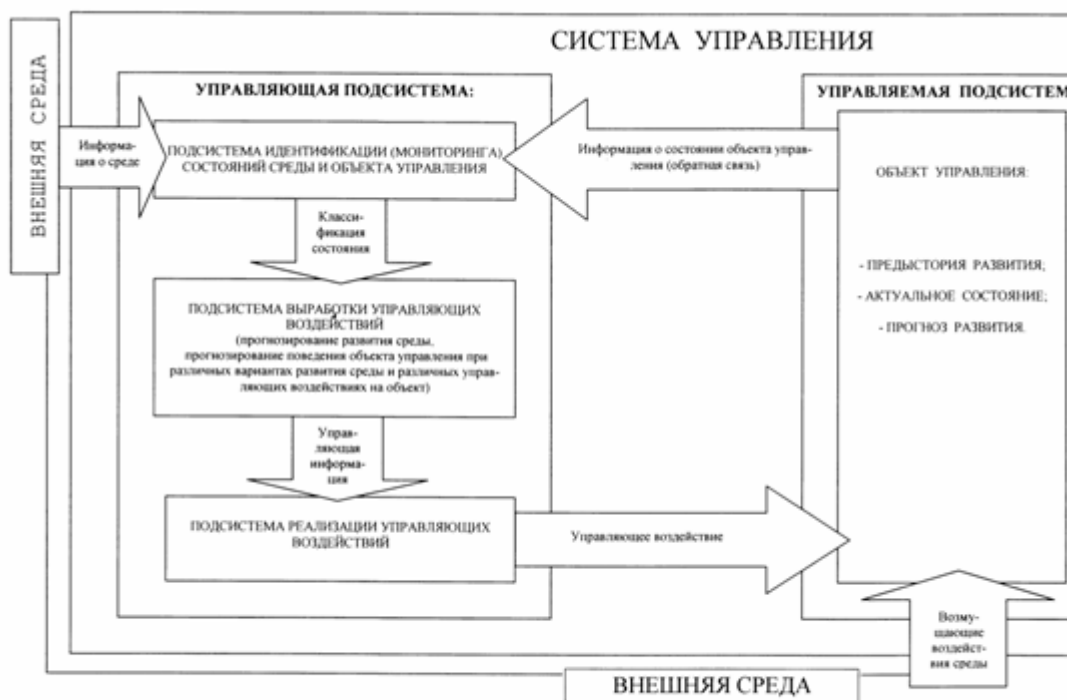 СИСТЕМА УПРАВЛЕНИЯ
ВНЕШНЯЯ СРЕДА
УПРАВЛЯЮЩАЯ ПОДСИСТЕМА:
УПРАВЛЯЕМАЯ ПОДСИСТЕМ
Информа-
ция о среде
ПОДСИСТЕМА ИДЕНТИФИКАЦИИ (МОНИТОРИНГА)
СОСТОЯНИЙ СРЕДЫ И ОБЪЕКТА УПРАВЛЕНИЯ
Информация о состоянии объекта управ-
ления (обратная связь)
ОБЪЕКТ УПРАВЛЕНИЯ:
- ПРЕДЫСТОРИЯ РАЗВИТИЯ;
- АКТУАЛЬНОЕ СОСТОЯНИЕ;
- ПРОГНОЗ РАЗВИТИЯ.
Класси-
фикация
состояния
ПОДСИСТЕМА ВЫРАБОТКИ УПРАВЛЯЮЩИХ
ВОЗДЕЙСТВИЙ
(прогнозирование развития среды,
прогнозирование поведения объекта управления при
различных вариантах развития среды и различных управ-
ляющих воздействиях на объект)
Управ-
ляющая
информа-
ция
ПОДСИСТЕМА РЕАЛИЗАЦИИ УПРАВЛЯЮЩИХ
ВОЗДЕЙСТВИЙ
Управляющее воздействие
Возму-
щающие
воздейст-
вия среды
ВНЕШНЯЯ СРЕДА